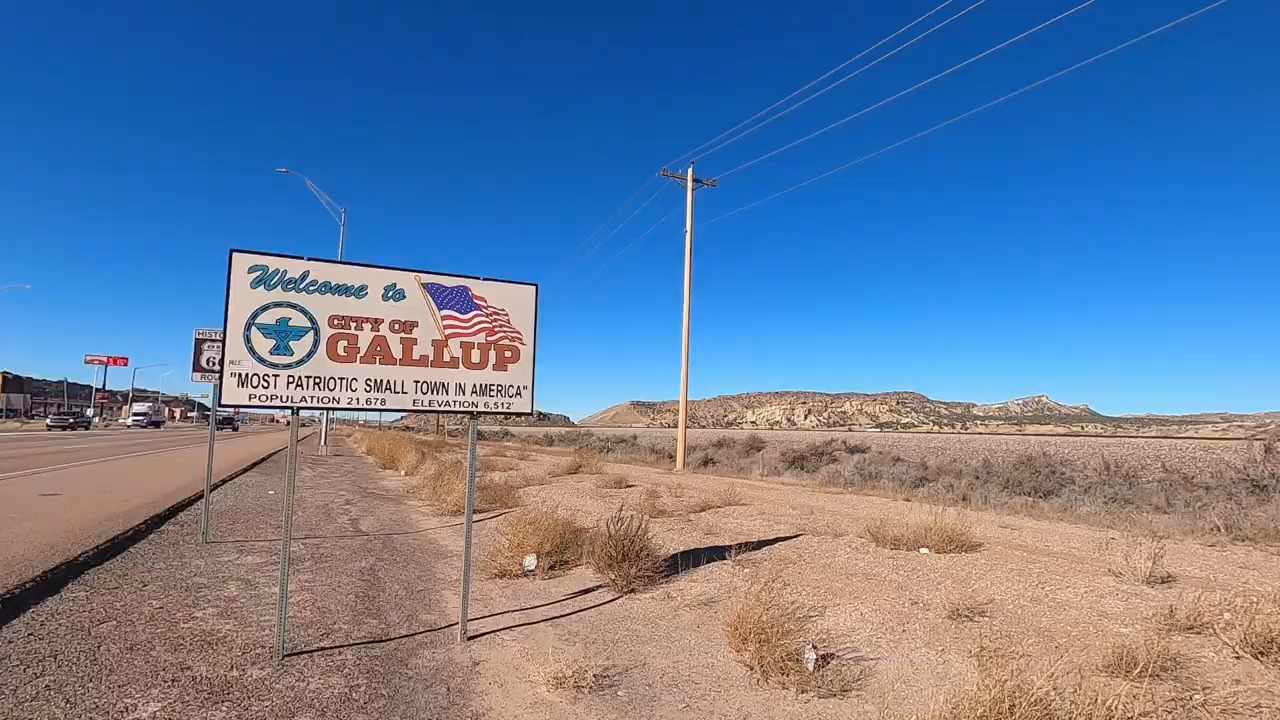 Welcome to
CITY OF
GALLUP
"MOST PATRIOTIC SMALL TOWN IN AMERICA"
POPULATION 21,678 ELEVATION 6,512'